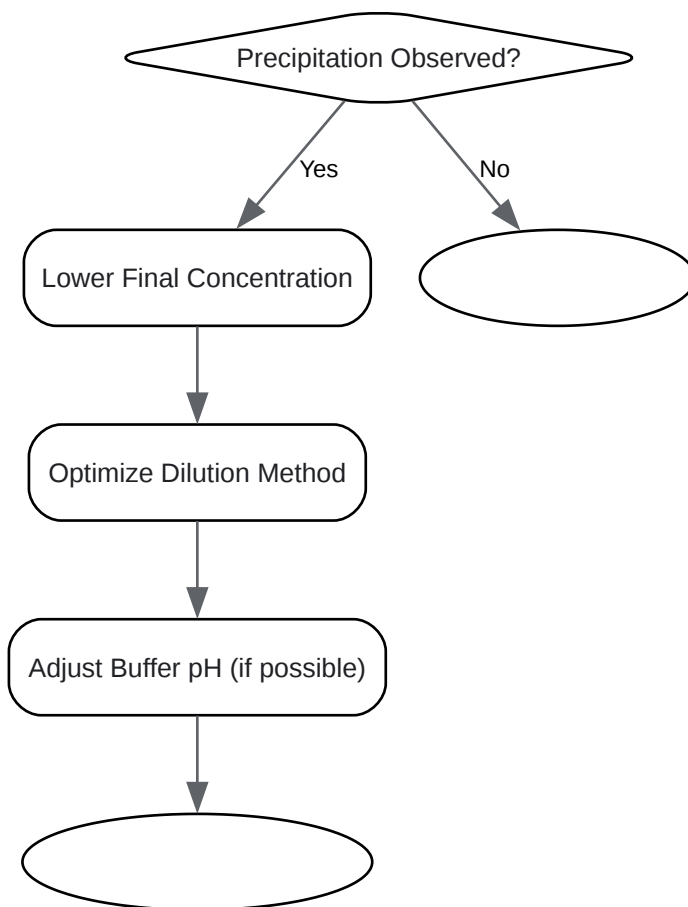 Precipitation Observed?
Yes
No
Lower Final Concentration
Optimize Dilution Method
Adjust Buffer pH (if possible)